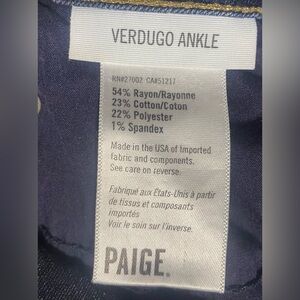 VERDUGO ANKLE
RN#27002 CA#51217
54% Rayon/Rayonne
23% Cotton/Coton
22% Polyester
1% Spandex
Made in the USA of Imported
fabric and components.
See care on reverse.
Fabriqué aux États-Unis à partir
de tissus et composants
importés
Voir le soin sur l'inverse.
PAIGE.